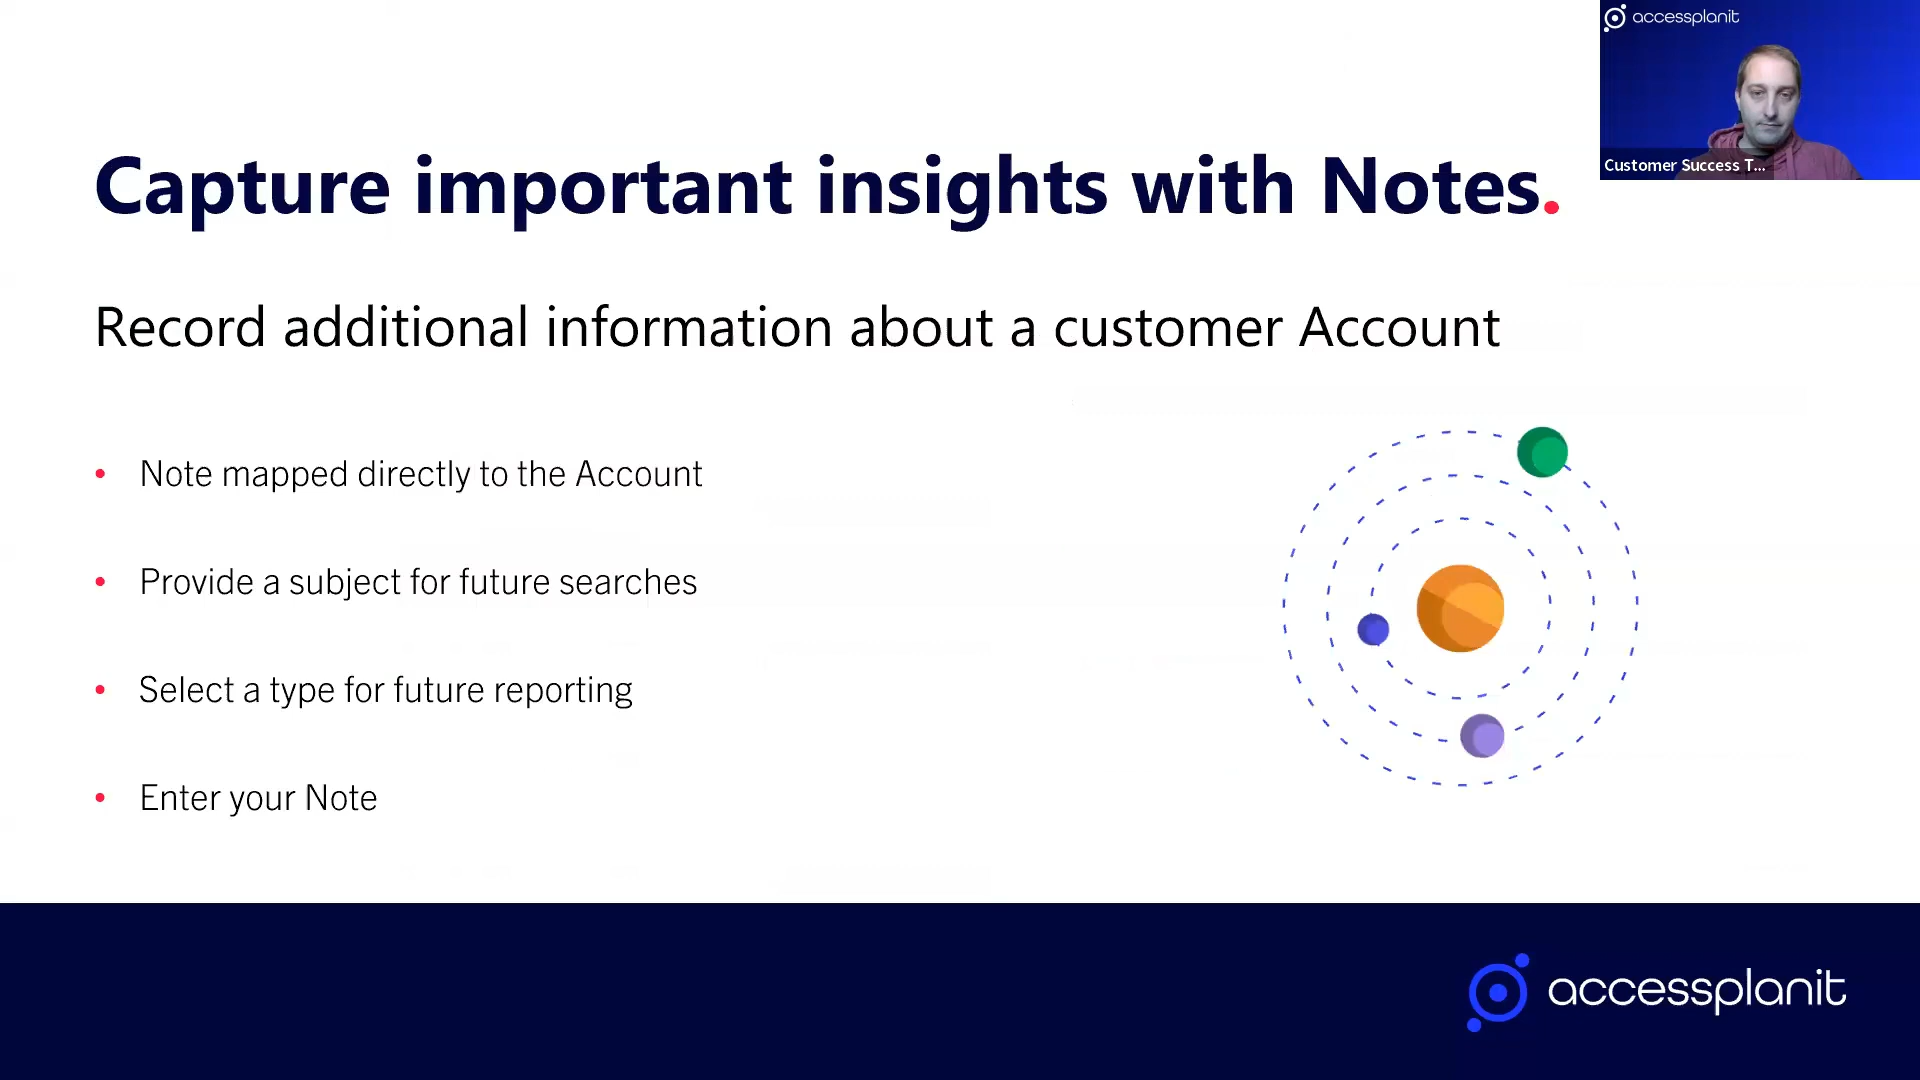 accessplanit
Customer Success T...
Capture important insights with Notes.
Record additional information about a customer Account
• Note mapped directly to the Account
• Provide a subject for future searches
• Select a type for future reporting
• Enter your Note
accessplanit